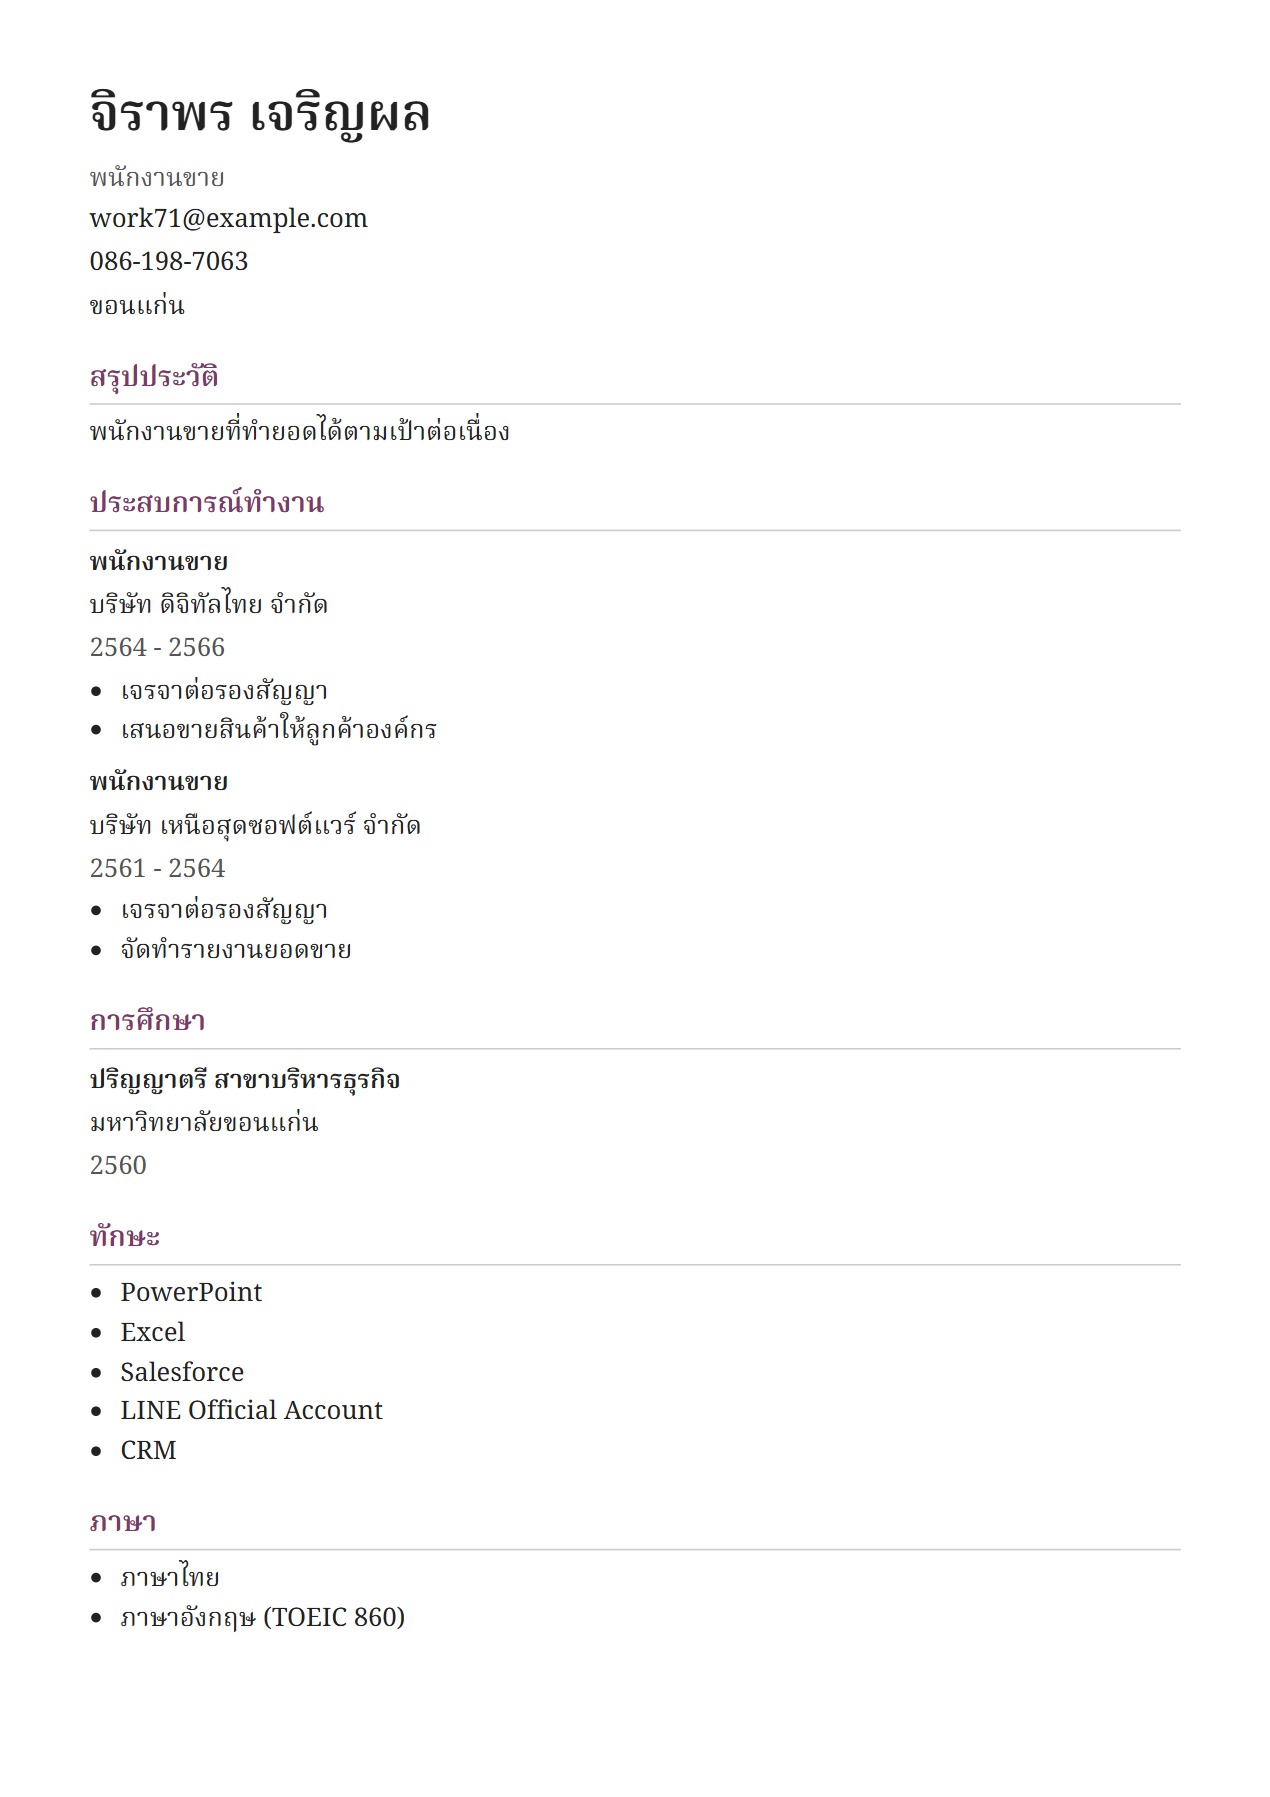 จิราพร เจริญผล
พนักงานขาย
work71@example.com
086-198-7063
ขอนแก่น
สรุปประวัติ
พนักงานขายที่ทำยอดได้ตามเป้าต่อเนื่อง
ประสบการณ์ทำงาน
พนักงานขาย
บริษัท ดิจิทัลไทย จำกัด
2564 - 2566
• เจรจาต่อรองสัญญา
• เสนอขายสินค้าให้ลูกค้าองค์กร
พนักงานขาย
บริษัท เหนือสุดซอฟต์แวร์ จำกัด
2561 - 2564
• เจรจาต่อรองสัญญา
• จัดทำรายงานยอดขาย
การศึกษา
ปริญญาตรี สาขาบริหารธุรกิจ
มหาวิทยาลัยขอนแก่น
2560
ทักษะ
• PowerPoint
• Excel
• Salesforce
• LINE Official Account
• CRM
ภาษา
• ภาษาไทย
• ภาษาอังกฤษ (TOEIC 860)